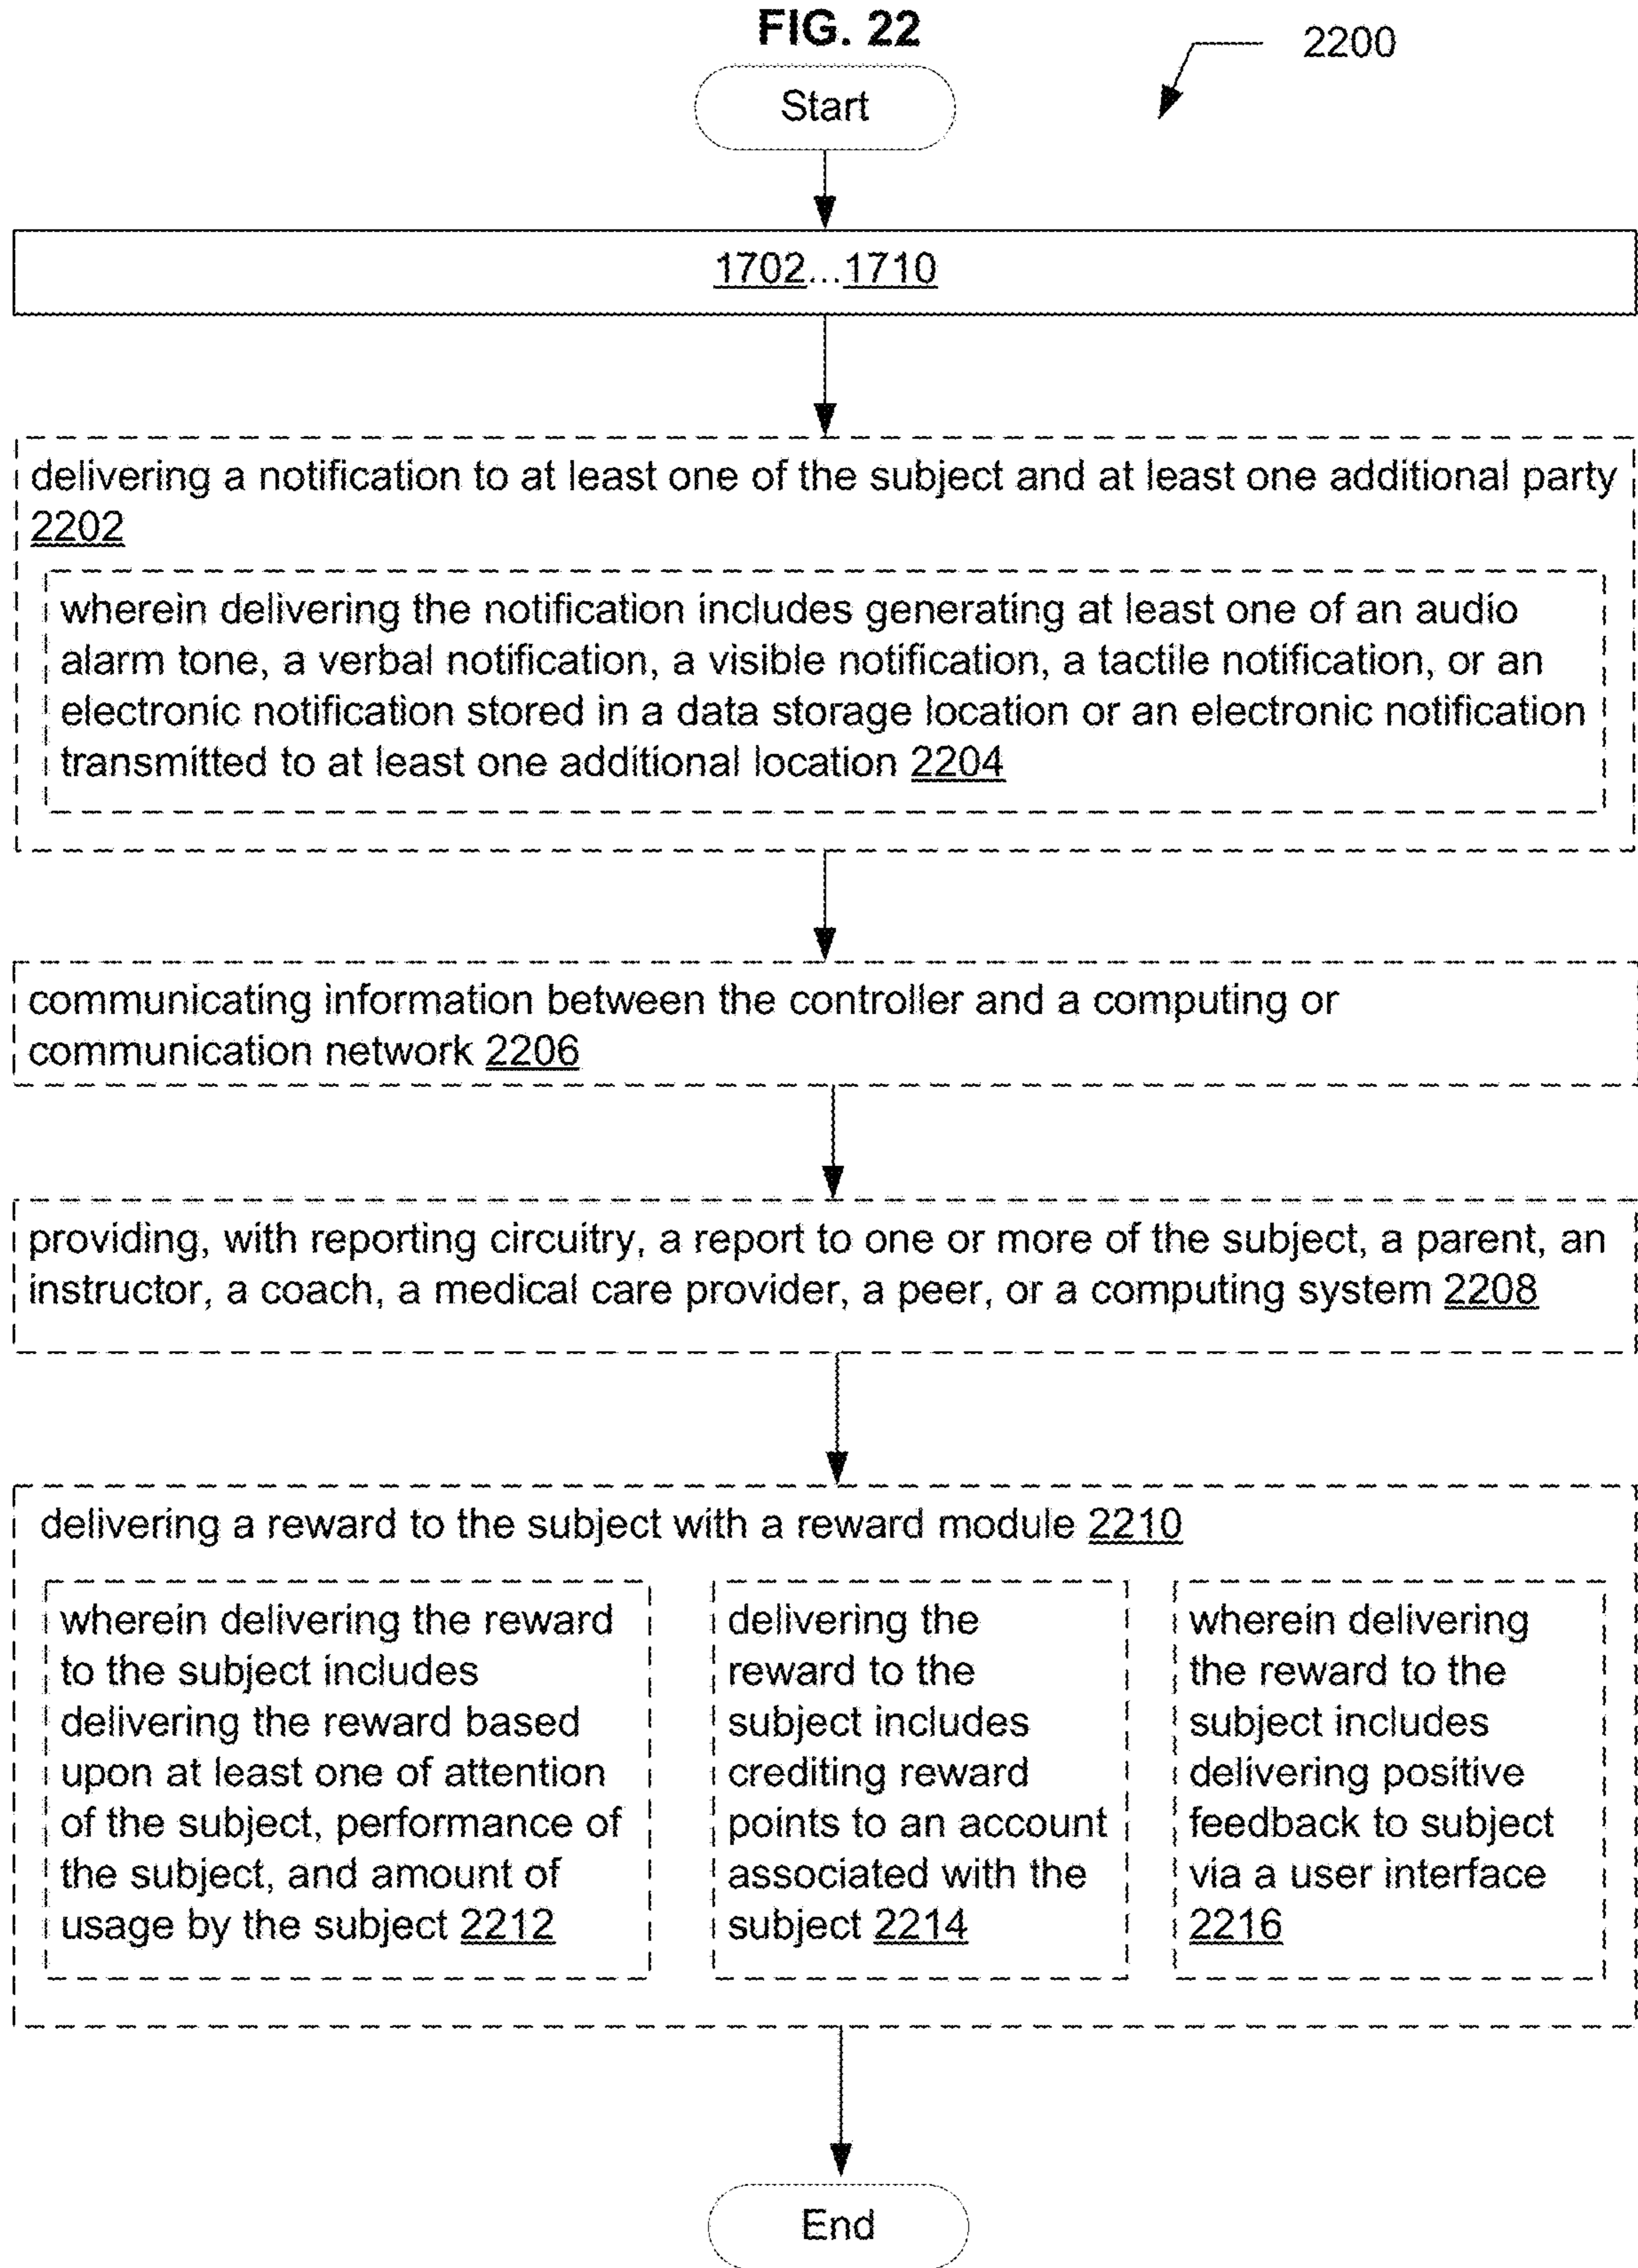 FIG. 22
2200
Start
1702...1710
delivering a notification to at least one of the subject and at least one additional party
2202
wherein delivering the notification includes generating at least one of an audio
alarm tone, a verbal notification, a visible notification, a tactile notification, or an
electronic notification stored in a data storage location or an electronic notification
transmitted to at least one additional location 2204
communicating information between the controller and a computing or
communication network 2206
providing, with reporting circuitry, a report to one or more of the subject, a parent, an
instructor, a coach, a medical care provider, a peer, or a computing system 2208
delivering a reward to the subject with a reward module 2210
wherein delivering the reward
to the subject includes
delivering the reward based
upon at least one of attention
of the subject, performance of
the subject, and amount of
usage by the subject 2212
delivering the
reward to the
subject includes
crediting reward
points to an account
associated with the
subject 2214
wherein delivering
the reward to the
subject includes
delivering positive
feedback to subject
via a user interface
2216
End